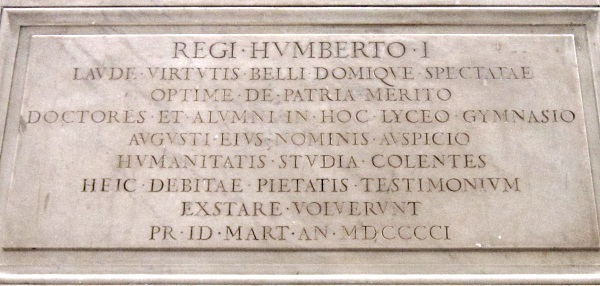 REGI·HVMBERTO·I
LAVDE·VIRTVTIS·BELLI·DOMIQVE·SPECTATAE
OPTIME·DE·PATRIA·MERITO
DOCTORES·ET·ALVMNI·IN·HOC·LYCEO·GYMNASIO
AVGVSTI·EIVS·NOMINIS·AVSPICIO
HVMANITATIS·STVDIA·COLENTES
HEIC·DEBITAE·PIETATIS·TESTIMONIVM
EXSTARE·VOLVERVNT
PR·ID·MART·AN·MDCCCCI